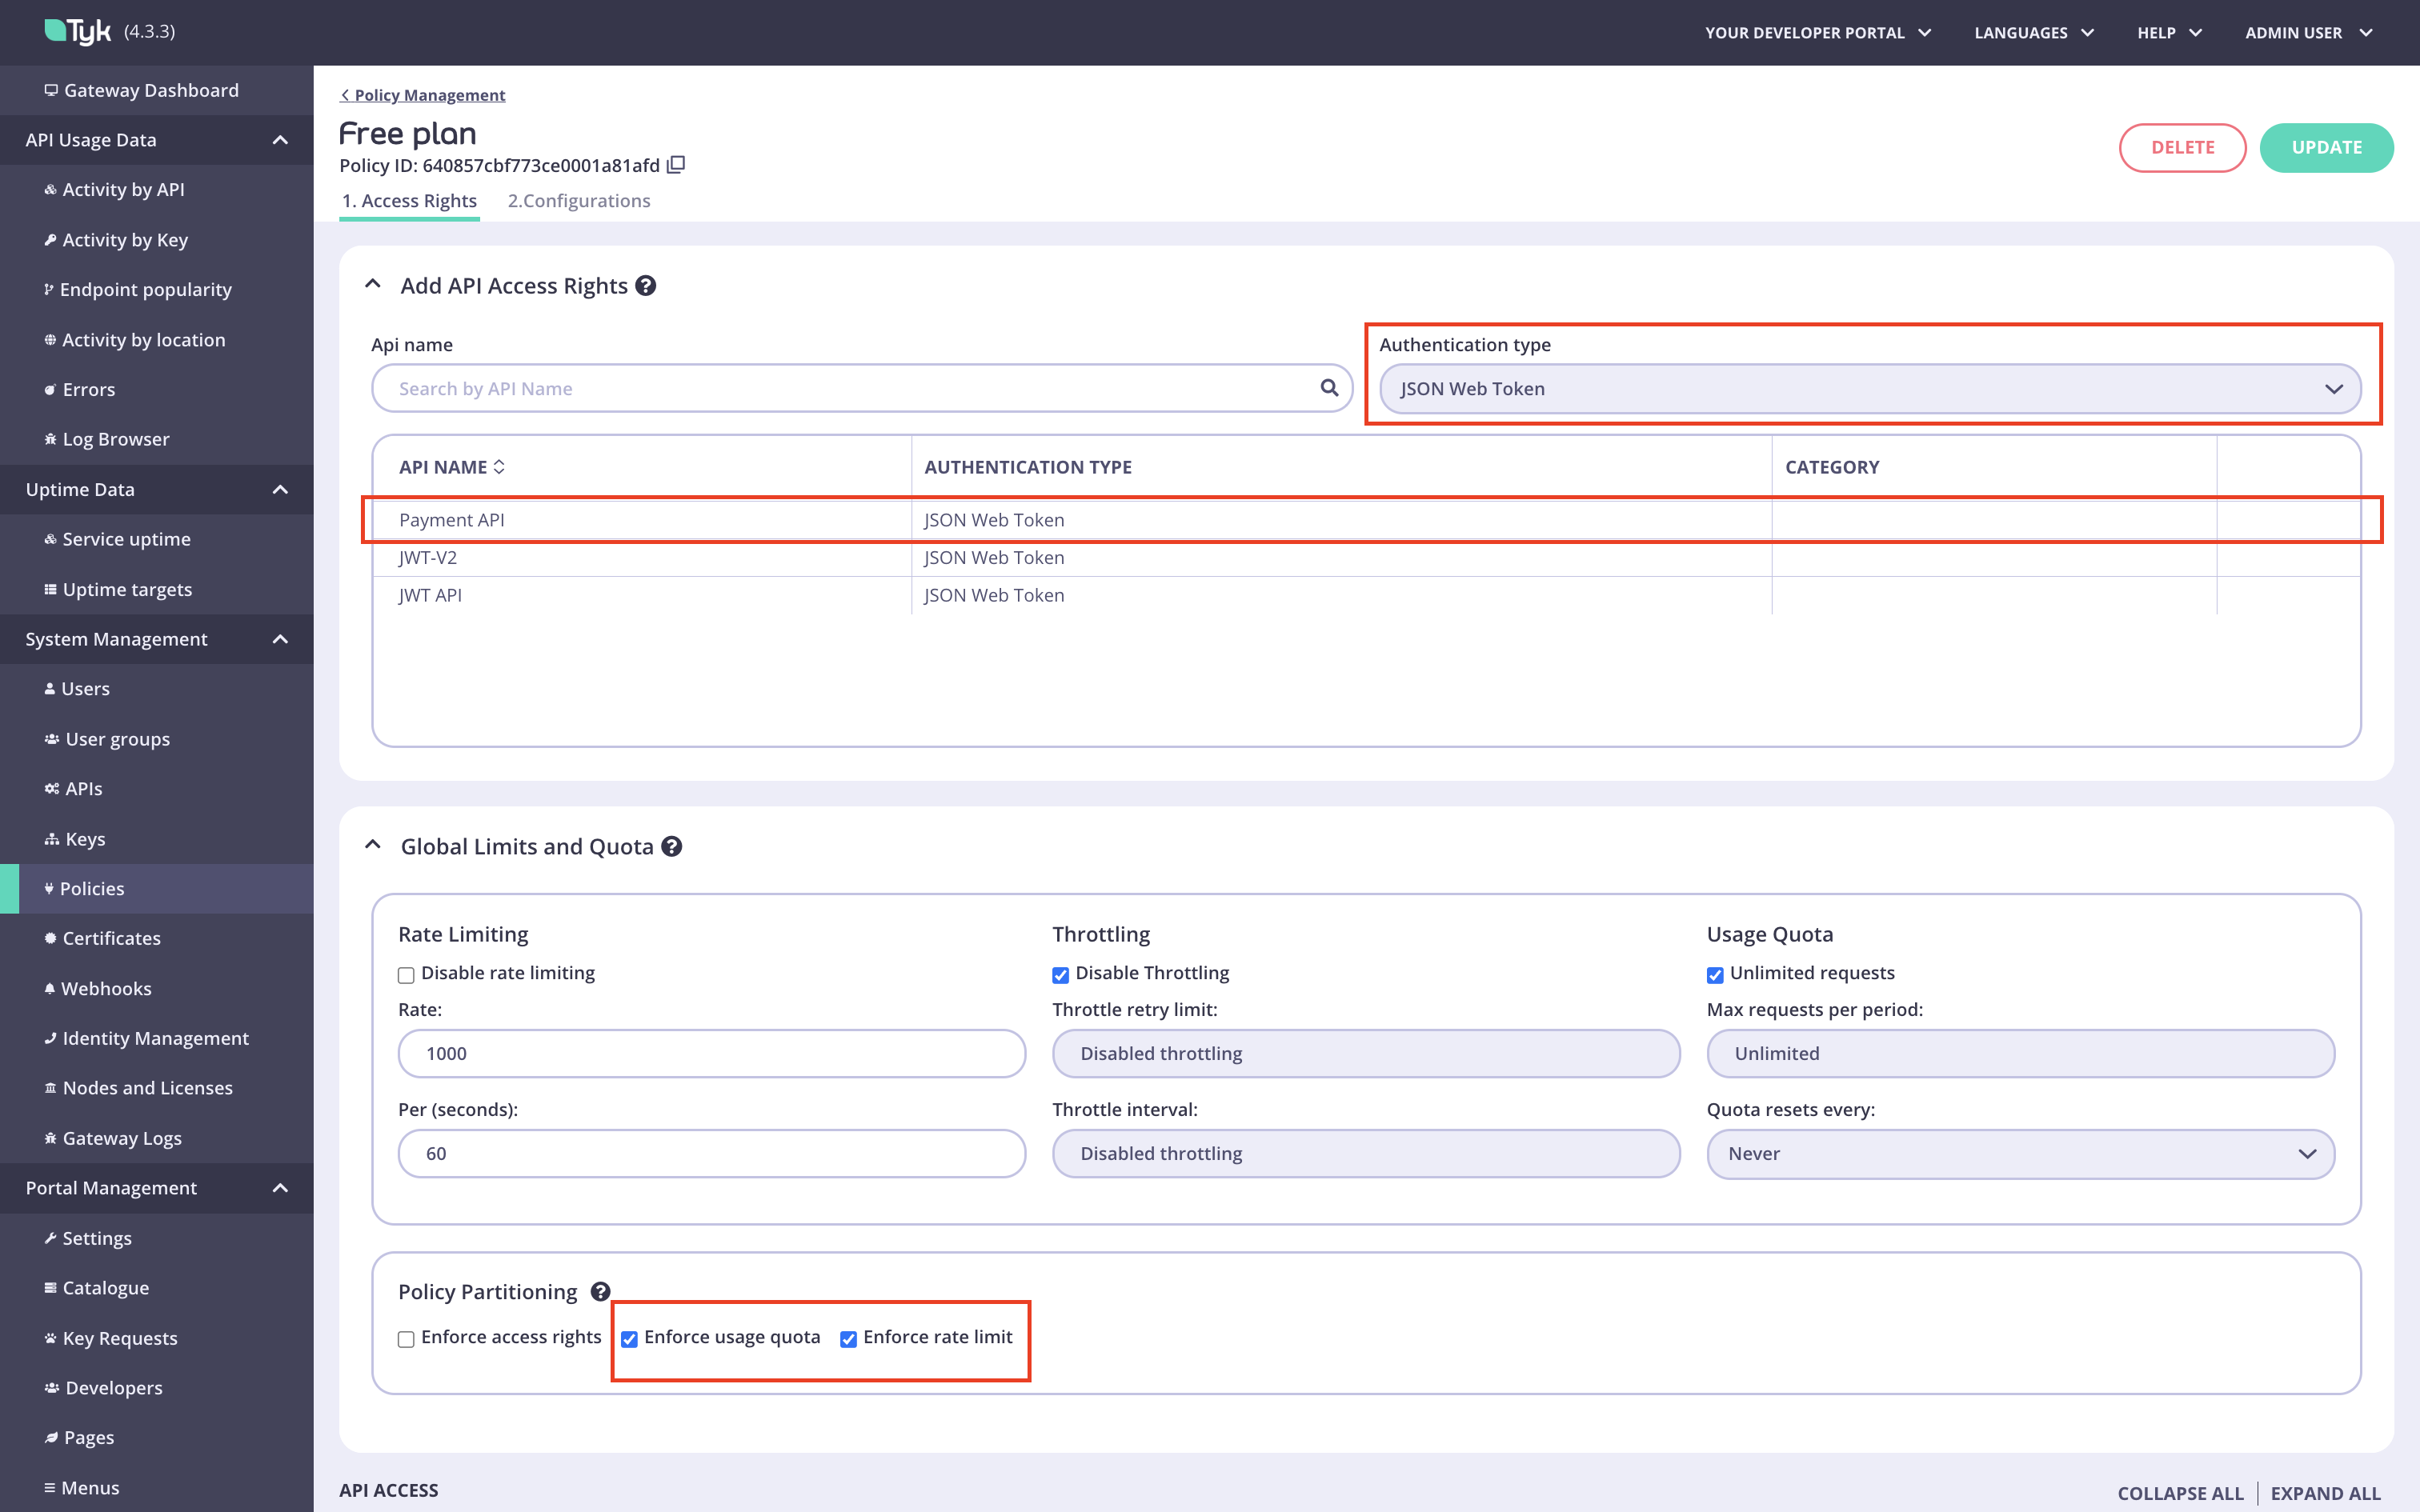 Tyk (4.3.3)
YOUR DEVELOPER PORTAL
LANGUAGES
HELP
ADMIN USER
Gateway Dashboard
API Usage Data
Activity by API
Activity by Key
Endpoint popularity
Activity by location
Errors
Log Browser
Uptime Data
Service uptime
Uptime targets
System Management
Users
User groups
APIs
Keys
Policies
Certificates
Webhooks
Identity Management
Nodes and Licenses
Gateway Logs
Portal Management
Settings
Catalogue
Key Requests
Developers
Pages
Menus
Policy Management
Free plan
Policy ID: 640857cbf773ce0001a81afd
DELETE
UPDATE
1. Access Rights
2.Configurations
Add API Access Rights
Api name
Search by API Name
Authentication type
JSON Web Token
API NAME AUTHENTICATION TYPE CATEGORY
Payment API JSON Web Token
JWT-V2 JSON Web Token
JWT API JSON Web Token
Global Limits and Quota
Rate Limiting
Disable rate limiting
Rate:
1000
Per (seconds):
60
Throttling
Disable Throttling
Throttle retry limit:
Disabled throttling
Throttle interval:
Disabled throttling
Usage Quota
Unlimited requests
Max requests per period:
Unlimited
Quota resets every:
Never
Policy Partitioning
Enforce access rights Enforce usage quota Enforce rate limit
API ACCESS
COLLAPSE ALL | EXPAND ALL